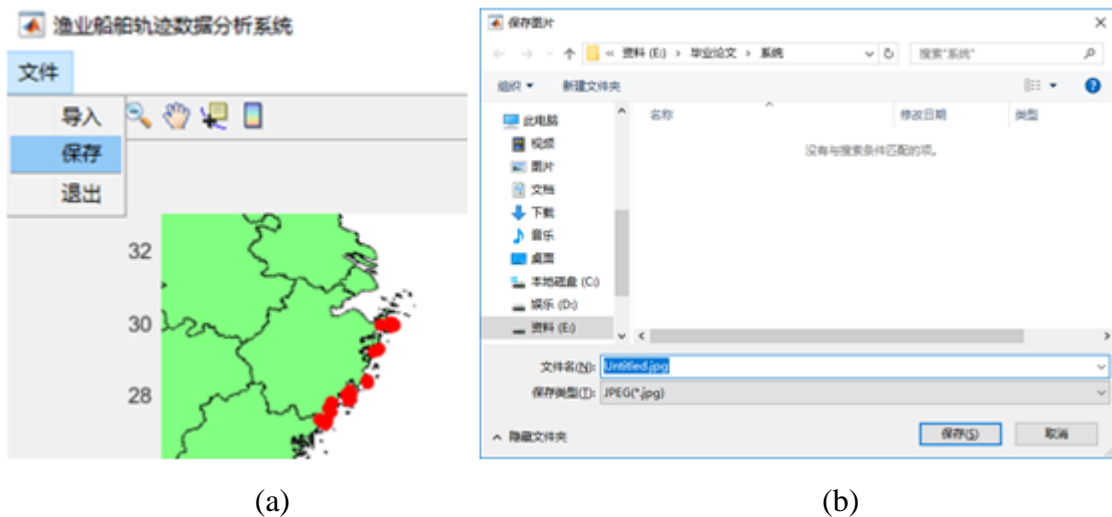 渔业船舶轨迹数据分析系统
文件
导入
保存
退出
32
30
28
(a)
保存图片
« 资料 (E:) › 毕业论文 › 系统
搜索"系统"
组织 新建文件夹
名称 修改日期 类型
没有与搜索条件匹配的项。
此电脑
视频
图片
文档
下载
音乐
桌面
本地磁盘 (C:)
娱乐 (D:)
资料 (E:)
文件名(N): Untitled.jpg
保存类型(T): JPEG(*.jpg)
隐藏文件夹 保存(S) 取消
(b)